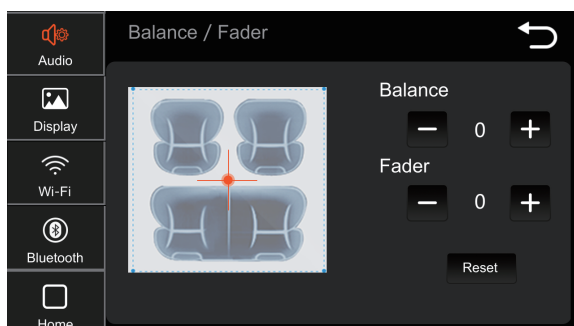 Balance / Fader
Audio
Display
Wi-Fi
Bluetooth
Home
Balance
− 0 +
Fader
− 0 +
Reset